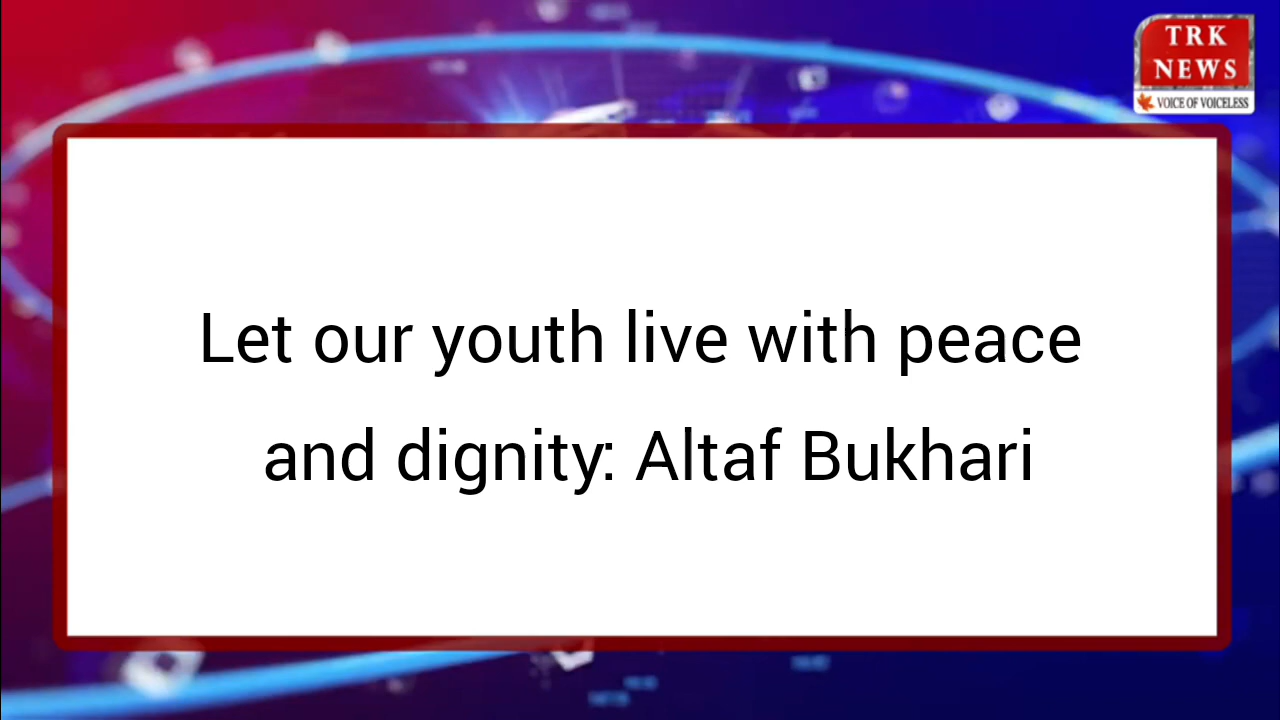 TRK
NEWS
VOICE OF VOICELESS
Let our youth live with peace
and dignity: Altaf Bukhari